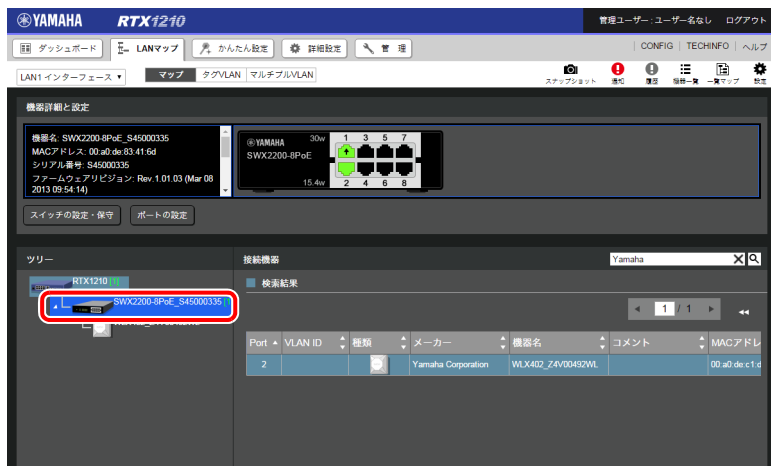 YAMAHA RTX1210 管理ユーザー : ユーザー名なし ログアウト
ダッシュボード LANマップ かんたん設定 詳細設定 管 理 CONFIG TECHINFO ヘルプ
LAN1 インターフェース ▼ マップ タグVLAN マルチプルVLAN スナップショット 通知 履歴 機器一覧 一覧マップ 設定
機器詳細と設定
機器名: SWX2200-8PoE_S45000335
MACアドレス: 00:a0:de:83:41:6d
シリアル番号: S45000335
ファームウェアリビジョン: Rev.1.01.03 (Mar 08
2013 09:54:14)
YAMAHA 30w 1 3 5 7
SWX2200-8PoE
15.4w 2 4 6 8
スイッチの設定・保守 ポートの設定
ツリー 接続機器 Yamaha
RTX1210 [1] 検索結果
SWX2200-8PoE_S45000335
1 / 1
Port VLAN ID 種類 メーカー 機器名 コメント MACアドレ
2 Yamaha Corporation WLX402_Z4V00492WL 00:a0:de:c1:d